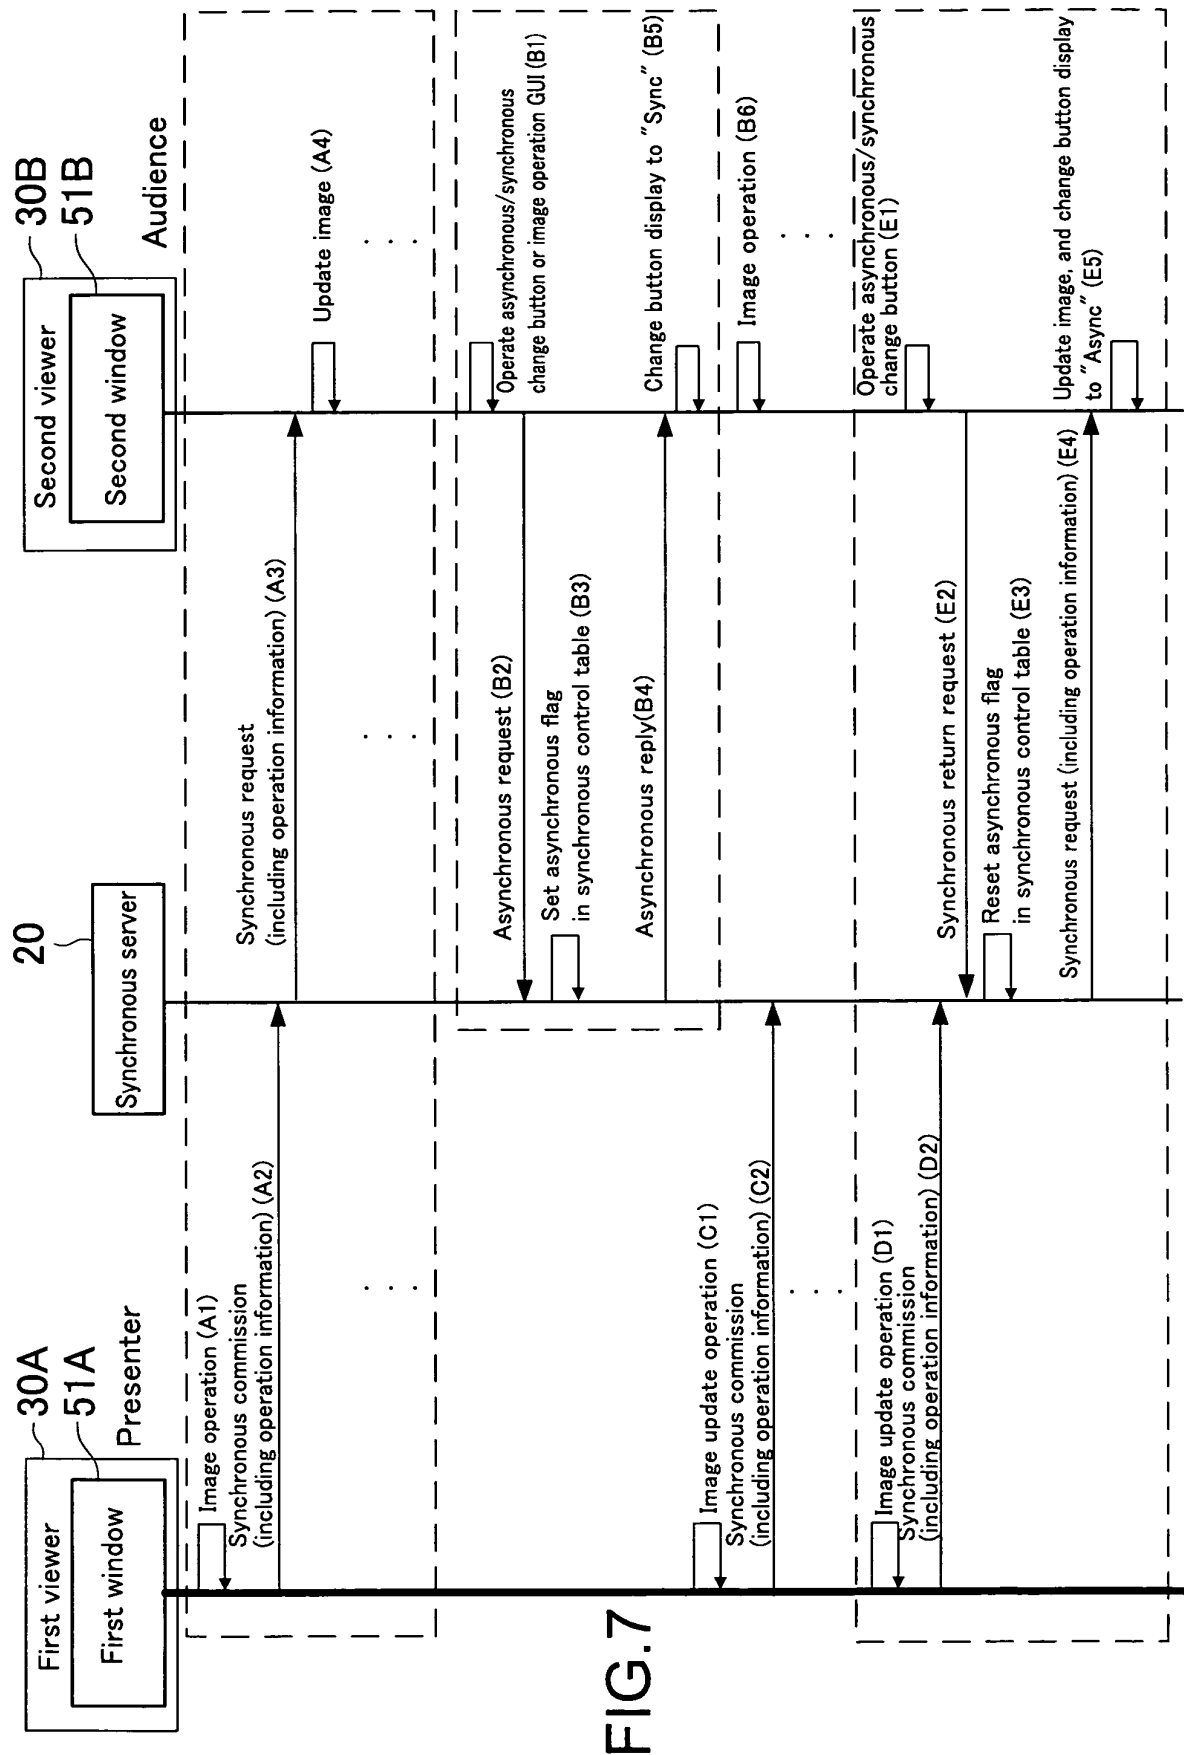 30A
51A
First viewer
First window
Presenter
20
Synchronous server
30B
51B
Second viewer
Second window
Audience
Image operation (A1)
Synchronous commission
(including operation information) (A2)
Synchronous request
(including operation information) (A3)
Update image (A4)
. . .
. . .
. . .
Operate asynchronous/synchronous
change button or image operation GUI (B1)
Asynchronous request (B2)
Set asynchronous flag
in synchronous control table (B3)
Asynchronous reply(B4)
Change button display to "Sync" (B5)
Image update operation (C1)
Synchronous commission
(including operation information) (C2)
Image operation (B6)
. . .
. . .
Image update operation (D1)
Synchronous commission
(including operation information) (D2)
Operate asynchronous/synchronous
change button (E1)
Synchronous return request (E2)
Reset asynchronous flag
in synchronous control table (E3)
Synchronous request (including operation information) (E4)
Update image, and change button display
to "Async" (E5)
FIG.7